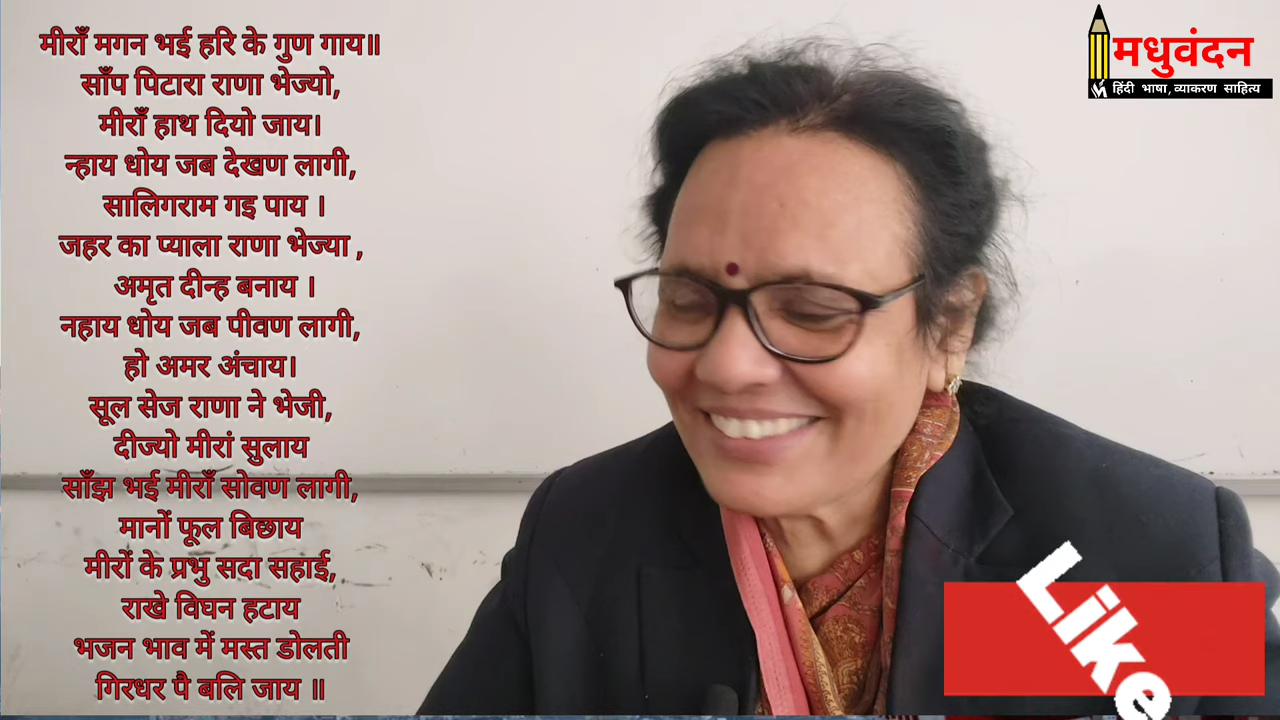 मीराँ मगन भई हरि के गुण गाय॥
साँप पिटारा राणा भेज्यो,
मीराँ हाथ दियो जाय।
न्हाय धोय जब देखण लागी,
सालिगराम गइ पाय ।
जहर का प्याला राणा भेज्या ,
अमृत दीन्ह बनाय ।
नहाय धोय जब पीवण लागी,
हो अमर अंचाय।
सूल सेज राणा ने भेजी,
दीज्यो मीरां सुलाय
साँझ भई मीराँ सोवण लागी,
मानों फूल बिछाय
मीरों के प्रभु सदा सहाई,
राखे विघन हटाय
भजन भाव में मस्त डोलती
गिरधर पै बलि जाय ॥
मधुवंदन
हिंदी भाषा, व्याकरण साहित्य
Like